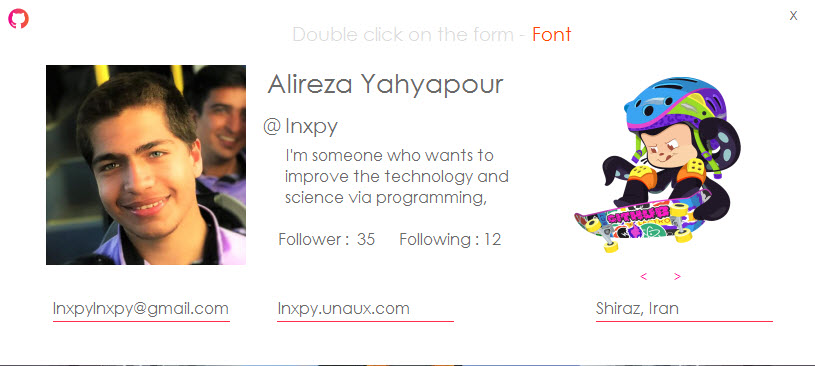 X
Double click on the form - Font
Alireza Yahyapour
@ Inxpy
I'm someone who wants to
improve the technology and
science via programming,
Follower : 35 Following : 12
GITHUB
< >
InxpyInxpy@gmail.com
Inxpy.unaux.com
Shiraz, Iran